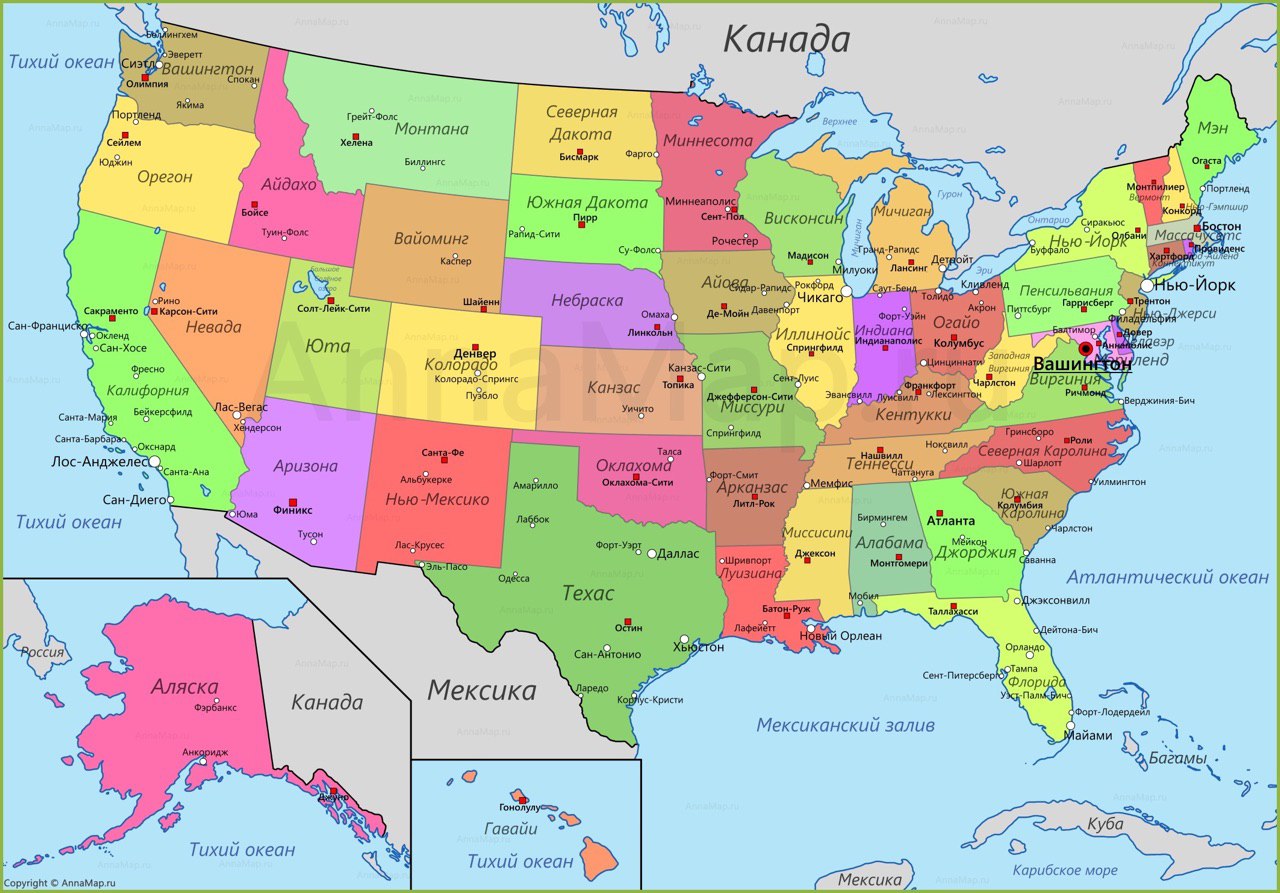 Канада
Тихий океан
Беллингхем
Эверетт
Сиэтл
Вашингтон
Олимпия
Спокан
Якима
Портленд
Сейлем
Юджин
Орегон
Айдахо
Бойсе
Туин-Фолс
Грейт-Фолс
Монтана
Хелена
Биллингс
Северная
Дакота
Бисмарк
Фарго
Южная Дакота
Пирр
Рапид-Сити
Су-Фолс
Миннесота
Миннеаполис
Сент-Пол
Рочестер
Верхнее
Висконсин
Мадисон
Милуоки
Мичиган
Мичиган
Гранд-Рапидс
Лансинг
Детройт
Гурон
Онтарио
Эри
Мэн
Огаста
Портленд
Монтпилиер
Вермонт
Конкорд
Нью-Гэмпшир
Бостон
Массачусетс
Провиденс
Хартфорд
Коннектикут
Сиракьюс
Олбани
Буффало
Нью-Йорк
Нью-Йорк
Вайоминг
Каспер
Шайенн
Небраска
Омаха
Линкольн
Айова
Сидар-Рапидс
Де-Мойн
Давенпорт
Рокфорд
Чикаго
Иллинойс
Спрингфилд
Саут-Бенд
Форт-Уэйн
Индиана
Индианаполис
Эвансвилл
Толидо
Кливленд
Акрон
Огайо
Колумбус
Цинциннати
Пенсильвания
Гаррисберг
Питтсбург
Трентон
Филадельфия
Нью-Джерси
Балтимор
Довер
Аннаполис
Вашингтон
Западная
Виргиния
Чарлстон
Виргиния
Ричмонд
Верджиния-Бич
Большое
Солёное
озеро
Солт-Лейк-Сити
Юта
Рино
Карсон-Сити
Невада
Лас-Вегас
Хендерсон
Сакраменто
Сан-Франциско
Окленд
Сан-Хосе
Фресно
Калифорния
Санта-Мария
Бейкерсфилд
Санта-Барбара
Окснард
Лос-Анджелес
Санта-Ана
Сан-Диего
Тихий океан
Денвер
Колорадо
Колорадо-Спрингс
Пуэбло
Канзас
Уичито
Топика
Канзас-Сити
Джефферсон-Сити
Миссури
Сент-Луис
Спрингфилд
Франкфорт
Луисвилл
Лексингтон
Кентукки
Нашвилл
Теннесси
Ноксвилл
Чаттануга
Мемфис
Гринсборо
Роли
Северная Каролина
Шарлотт
Уилмингтон
Южная
Колумбия
Каролина
Чарлстон
Аризона
Финикс
Юма
Тусон
Санта-Фе
Альбукерке
Нью-Мексико
Лас-Крусес
Эль-Пасо
Оклахома
Талса
Оклахома-Сити
Арканзас
Форт-Смит
Литл-Рок
Миссисипи
Джексон
Алабама
Бирмингем
Монтгомери
Мобил
Атланта
Мейкон
Джорджия
Саванна
Амарилло
Лаббок
Форт-Уэрт
Даллас
Одесса
Техас
Остин
Сан-Антонио
Хьюстон
Ларедо
Корпус-Кристи
Шривпорт
Луизиана
Батон-Руж
Лафейетт
Новый Орлеан
Таллахасси
Джэксонвилл
Дейтона-Бич
Орландо
Тампа
Сент-Питерсберг
Флорида
Уэст-Палм-Бич
Форт-Лодердейл
Майами
Атлантический океан
Мексиканский залив
Мексика
Багамы
Куба
Карибское море
Мексика
Россия
Аляска
Фэрбанкс
Анкоридж
Джуно
Канада
Тихий океан
Гонолулу
Гавайи
Тихий океан
AnnaMap.ru
Copyright © AnnaMap.ru